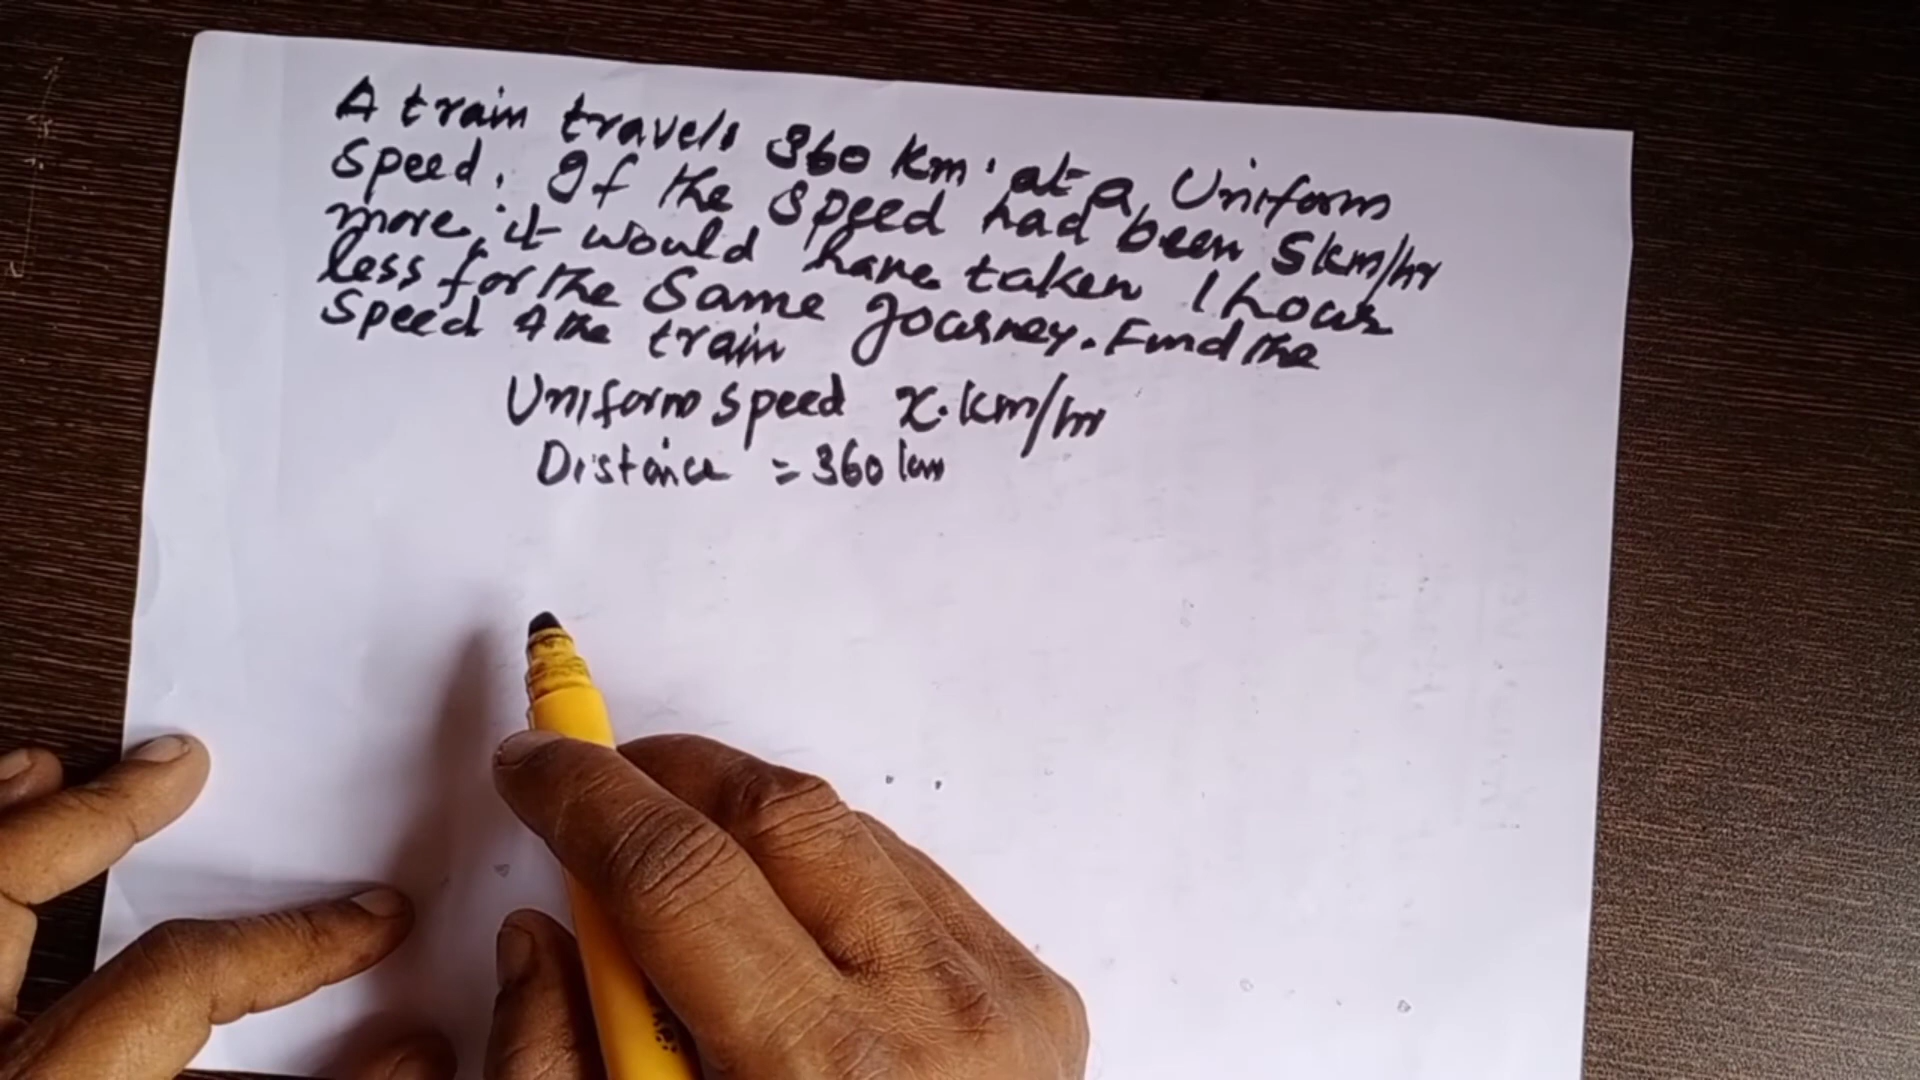 A train travels 360 km. at a Uniform
speed. If the speed had been 5km/hr
more, it would have taken 1 hour
less for the same journey. Find the
speed of the train
Uniform speed x. km/hr
Distance = 360 km